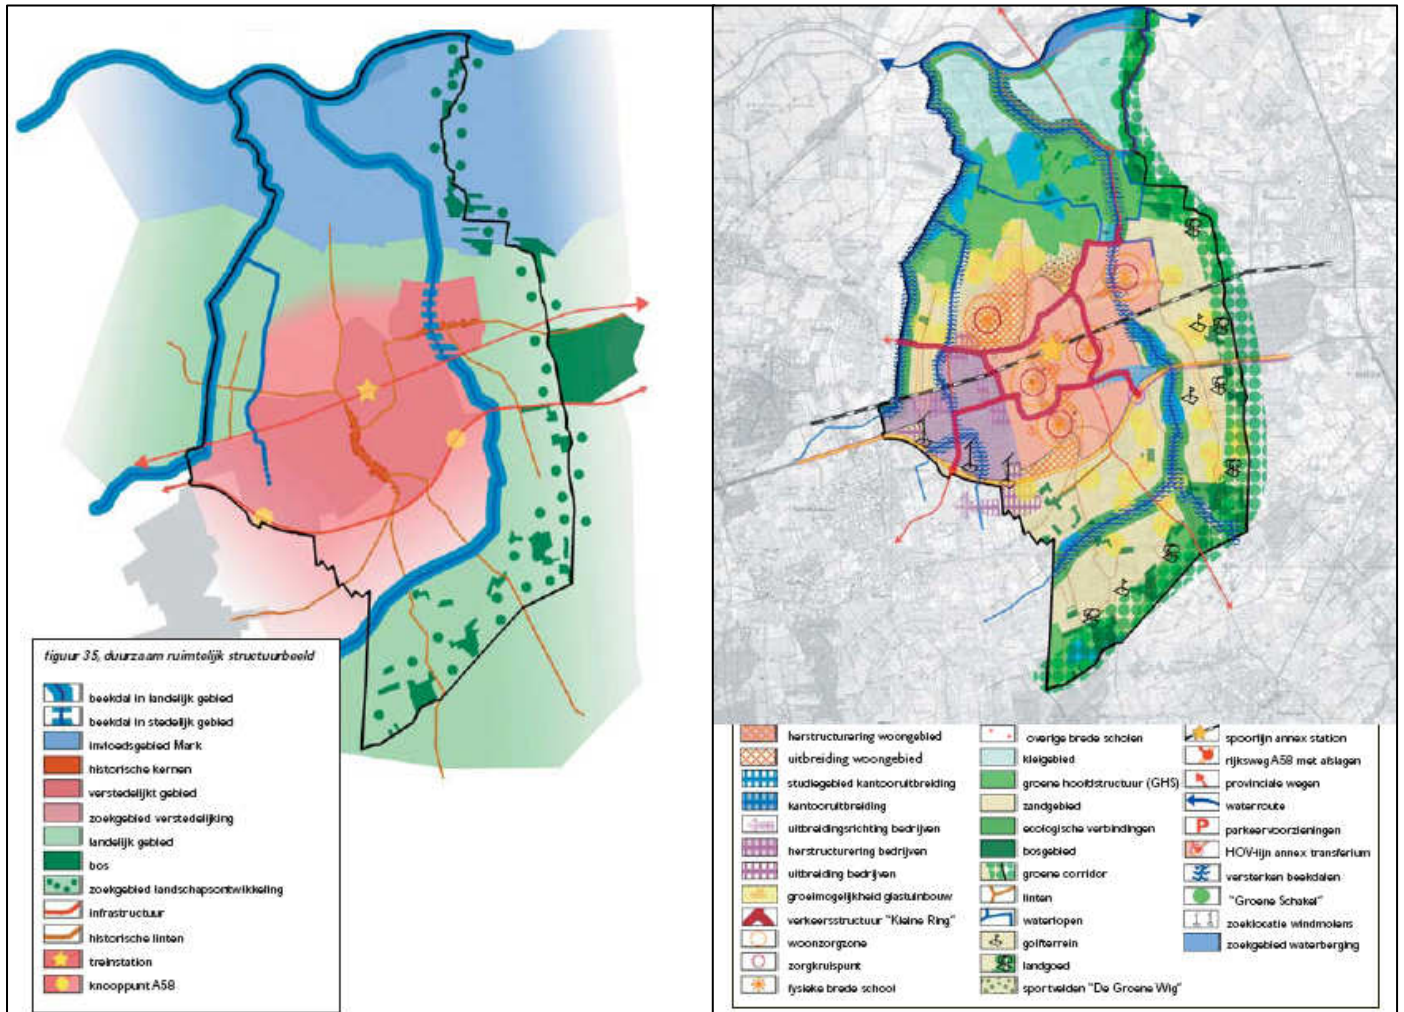 figuur 35, duurzaam ruimtelijk structuurbeeld
beekdal in landelijk gebied
beekdal in stedelijk gebied
invloedsgebied Mark
historische kernen
verstedelijkt gebied
zoekgebied verstedelijking
landelijk gebied
bos
zoekgebied landschapsontwikkeling
infrastructuur
historische linten
treinstation
knooppunt A58
herstructurering woongebied
uitbreiding woongebied
studiegebied kantooruitbreiding
kantooruitbreiding
uitbreidingsrichting bedrijven
herstructurering bedrijven
uitbreiding bedrijven
groeimogelijkheid glastuinbouw
verkeersstructuur "Kleine Ring"
woonzorgzone
zorgkruispunt
fysieke brede school
overige brede scholen
kleigebied
groene hoofdstructuur (GHS)
zandgebied
ecologische verbindingen
bosgebied
groene corridor
linten
waterlopen
golfterrein
landgoed
sportvelden "De Groene Wig"
spoorlijn annex station
rijksweg A58 met afslagen
provinciale wegen
waterroute
P parkeervoorzieningen
HOV-lijn annex transferium
versterken beekdalen
"Groene Schakel"
zoeklocatie windmolens
zoekgebied waterberging